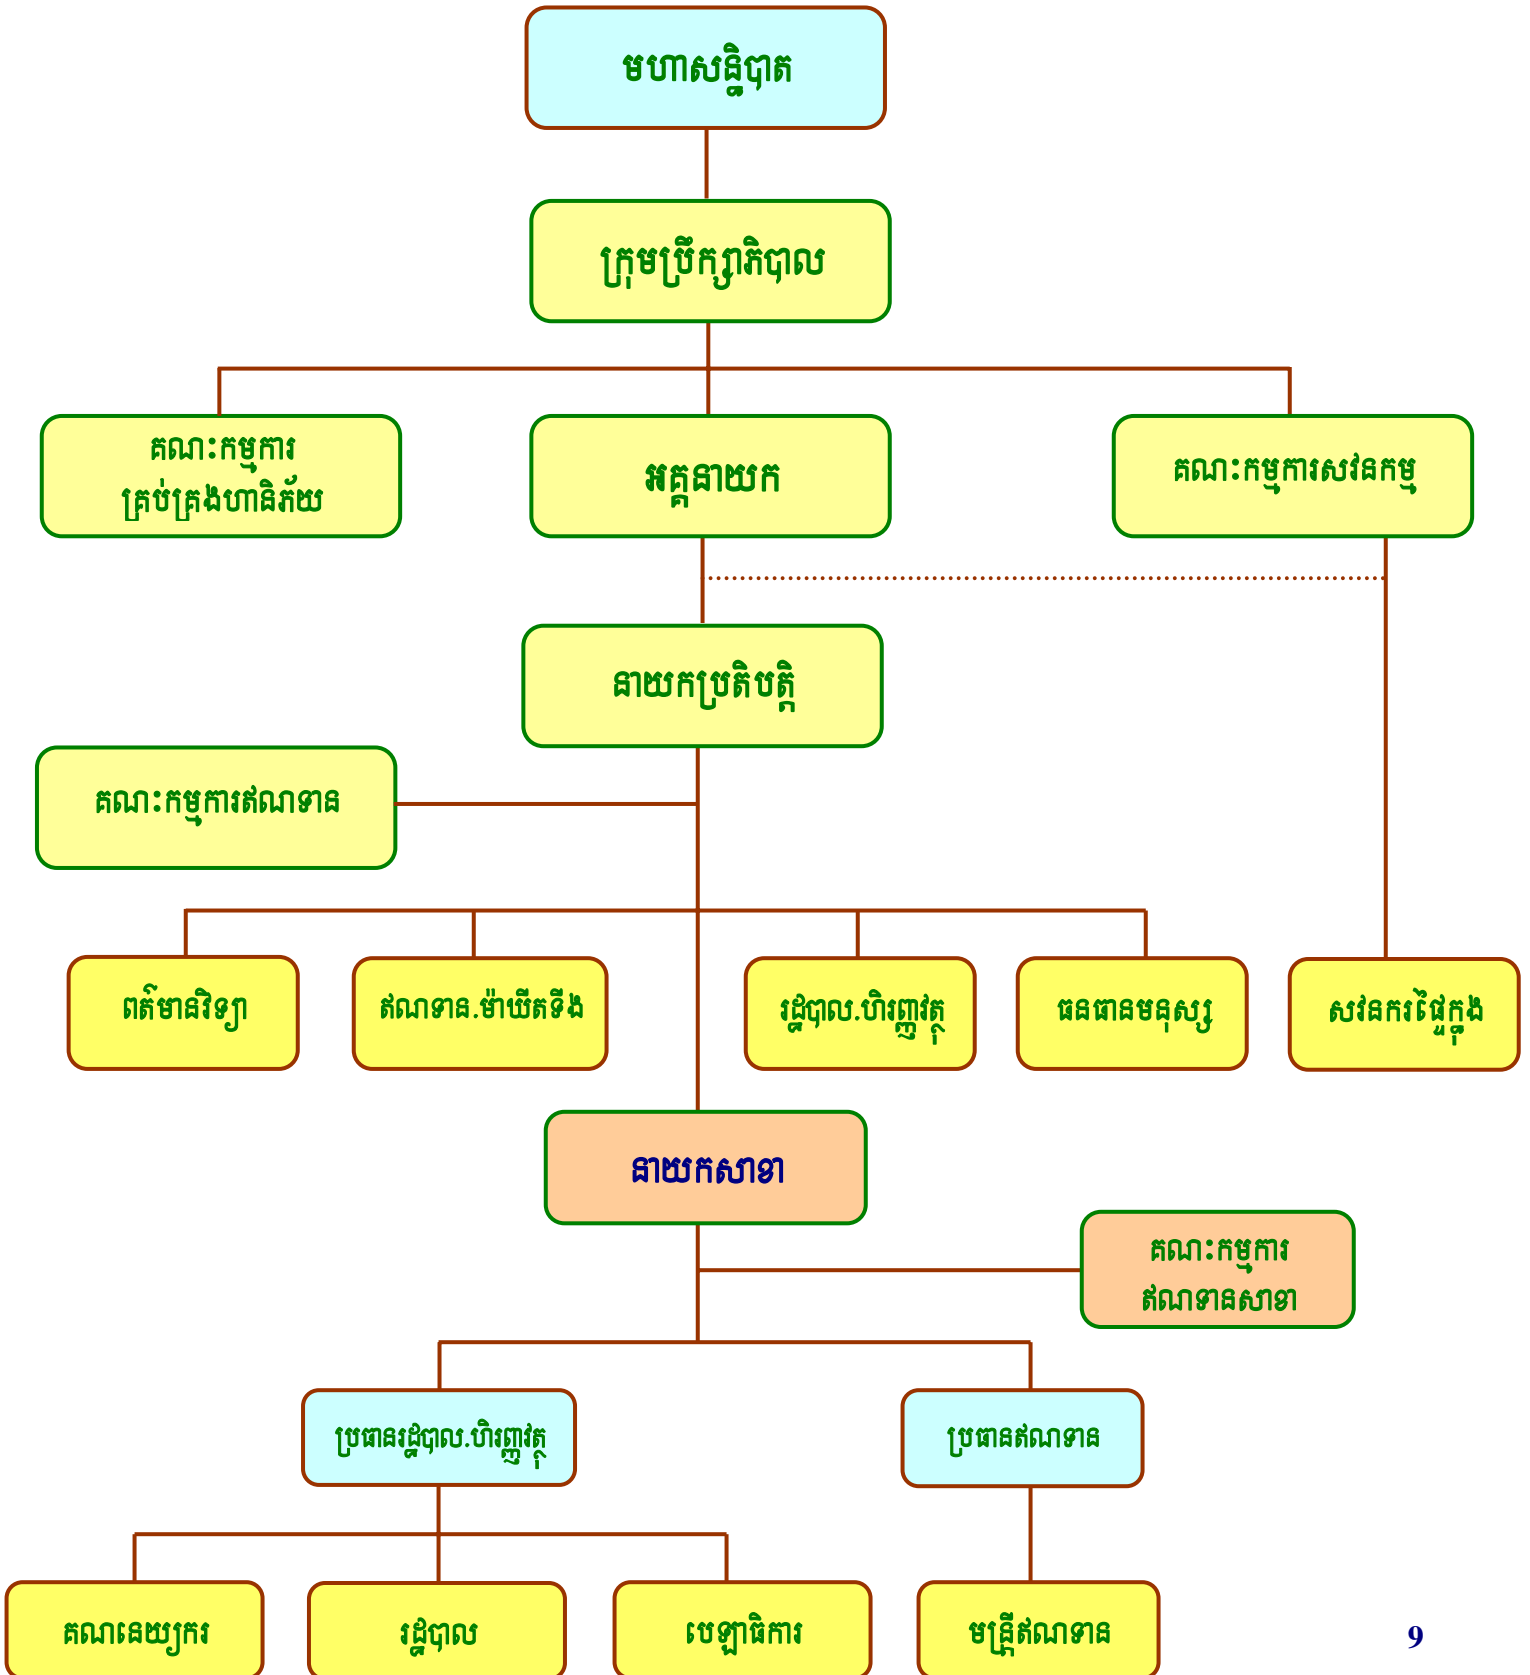 មហាសន្និបាត
ក្រុមប្រឹក្សាភិបាល
គណ:កម្មការ
គ្រប់គ្រងហានិភ័យ
អគ្គនាយក
គណ:កម្មការសវនកម្ម
នាយកប្រតិបត្តិ
គណ:កម្មការឥណទាន
ពត៌មានវិទ្យា
ឥណទាន.ម៉ាឃីតទីង
រដ្ឋបាល.ហិរញ្ញវត្ថុ
ធនធានមនុស្ស
សវនករផ្ទៃក្នុង
នាយកសាខា
គណ:កម្មការ
ឥណទានសាខា
ប្រធានរដ្ឋបាល.ហិរញ្ញវត្ថុ
ប្រធានឥណទាន
គណនេយ្យករ
រដ្ឋបាល
បេឡាធិការ
មន្ត្រីឥណទាន
9